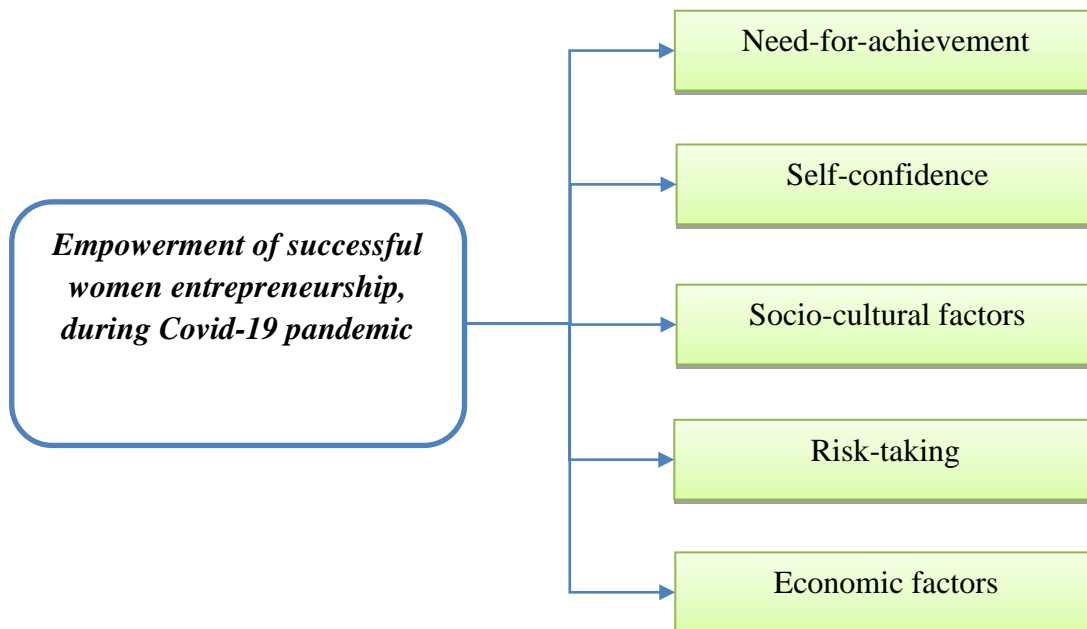 Need-for-achievement
Self-confidence
Empowerment of successful
women entrepreneurship,
during Covid-19 pandemic
Socio-cultural factors
Risk-taking
Economic factors